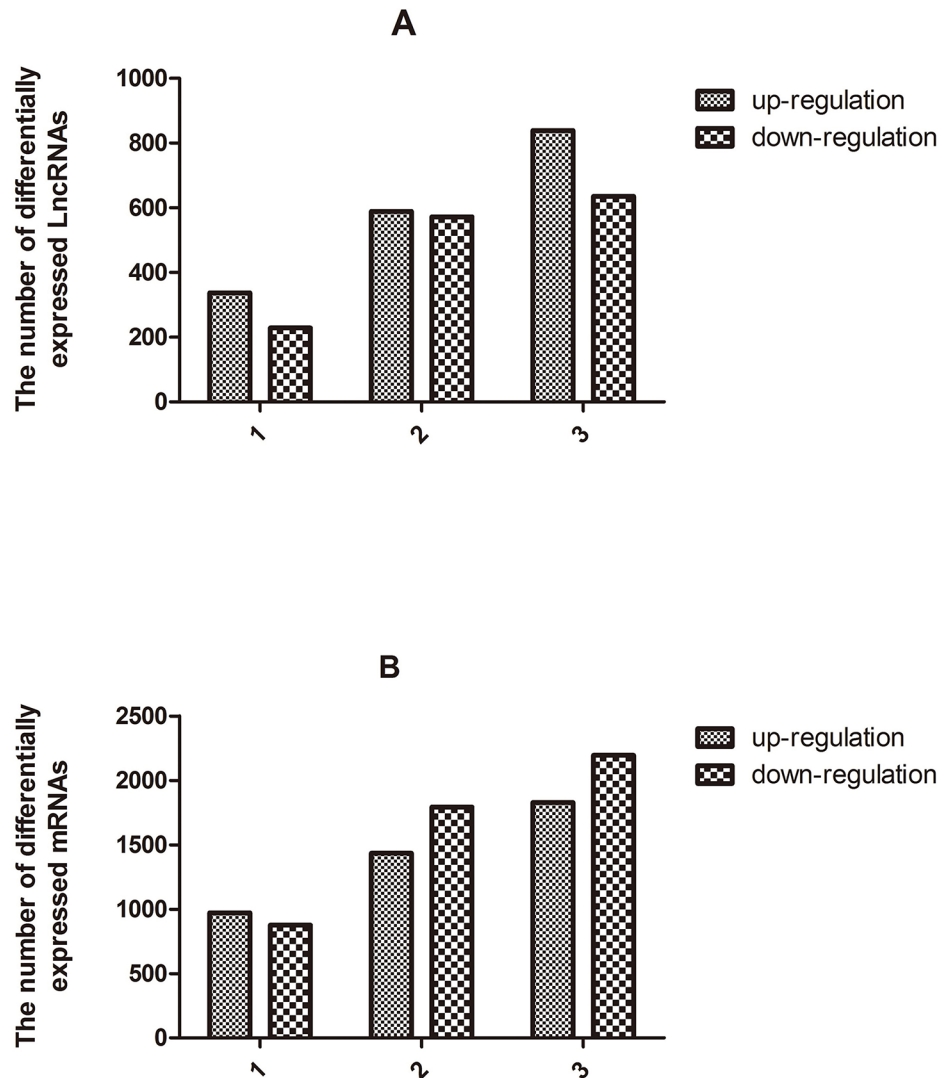 A
The number of differentially
expressed LncRNAs
1000
800
600
400
200
0
1
2
3
up-regulation
down-regulation
B
The number of differentially
expressed mRNAs
2500
2000
1500
1000
500
0
1
2
3
up-regulation
down-regulation